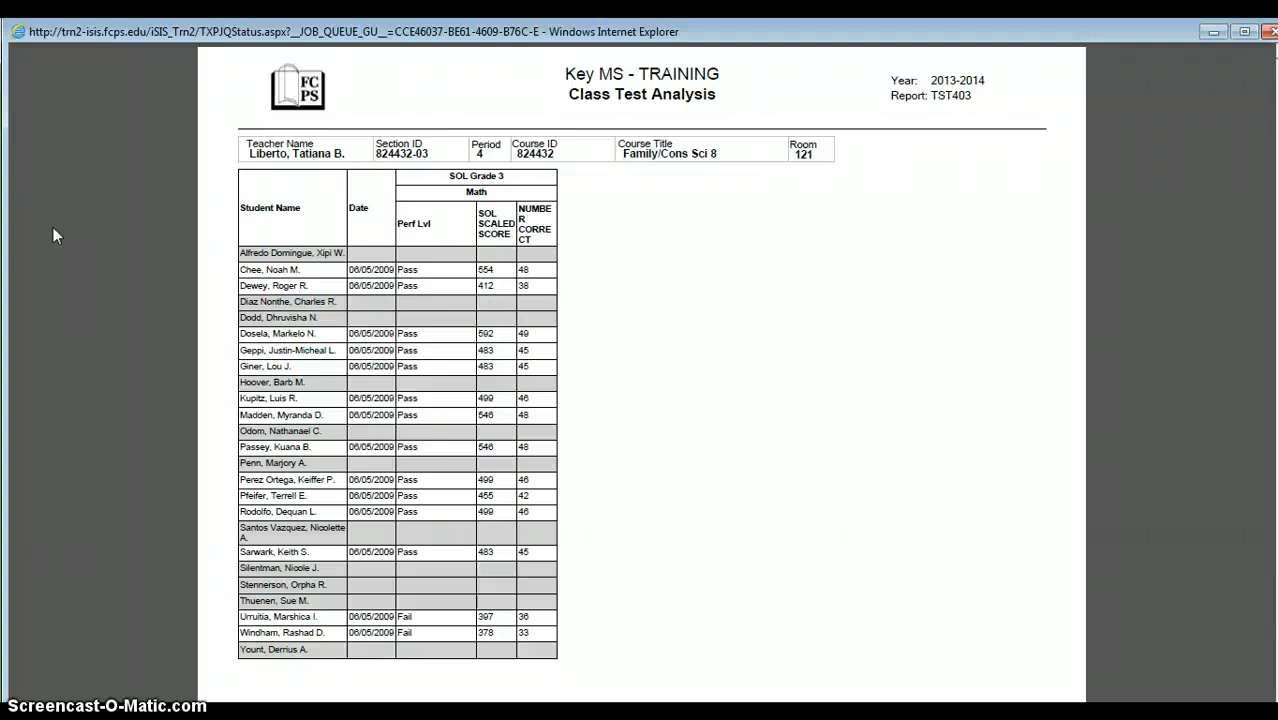 http://trn2-isis.fcps.edu/iSIS_Trn2/TXPJQStatus.aspx?__JOB_QUEUE_GU__=CCE46037-BE61-4609-B76C-E - Windows Internet Explorer
FC
PS
Key MS - TRAINING
Class Test Analysis
Year: 2013-2014
Report: TST403
Teacher Name Section ID Period Course ID Course Title Room
Liberto, Tatiana B. 824432-03 4 824432 Family/Cons Sci 8 121
SOL Grade 3
Math
Student Name Date Perf Lvl SOL SCALED SCORE NUMBE R CORRE CT
Alfredo Domingue, Xipi W.
Chee, Noah M. 06/05/2009 Pass 554 48
Dewey, Roger R. 06/05/2009 Pass 412 38
Diaz Nonthe, Charles R.
Dodd, Dhruvisha N.
Dosela, Markelo N. 06/05/2009 Pass 592 49
Geppi, Justin-Micheal L. 06/05/2009 Pass 483 45
Giner, Lou J. 06/05/2009 Pass 483 45
Hoover, Barb M.
Kupitz, Luis R. 06/05/2009 Pass 499 46
Madden, Myranda D. 06/05/2009 Pass 546 48
Odom, Nathanael C.
Passey, Kuana B. 06/05/2009 Pass 546 48
Penn, Marjory A.
Perez Ortega, Keiffer P. 06/05/2009 Pass 499 46
Pfeifer, Terrell E. 06/05/2009 Pass 455 42
Rodolfo, Dequan L. 06/05/2009 Pass 499 46
Santos Vazquez, Nicolette
A.
Sarwark, Keith S. 06/05/2009 Pass 483 45
Silentman, Nicole J.
Stennerson, Orpha R.
Thuenen, Sue M.
Urruitia, Marshica I. 06/05/2009 Fail 397 36
Windham, Rashad D. 06/05/2009 Fail 378 33
Yount, Derrius A.
Screencast-O-Matic.com